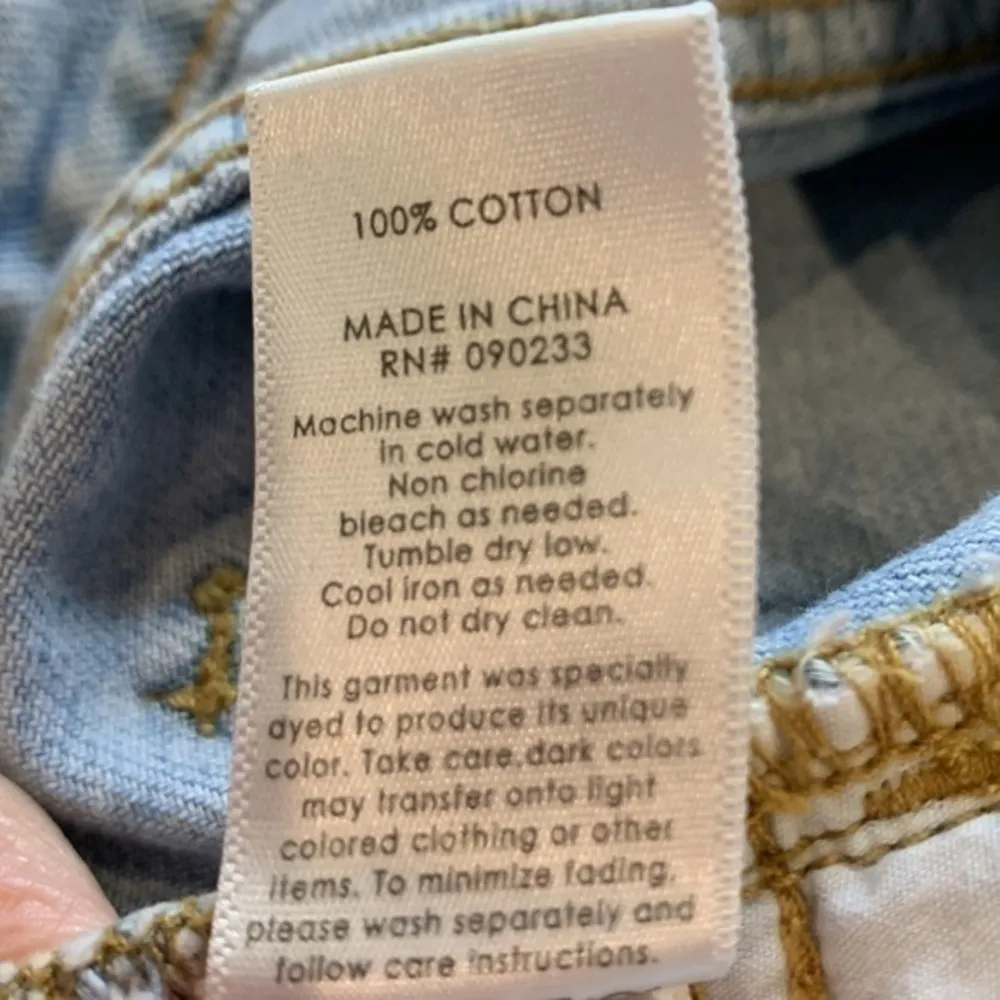 100% COTTON
MADE IN CHINA
RN# 090233
Machine wash separately
in cold water.
Non chlorine
bleach as needed.
Tumble dry low.
Cool iron as needed.
Do not dry clean.
This garment was specially
dyed to produce its unique
color. Take care.dark colors
may transfer onto light
colored clothing or other
items. To minimize fading,
please wash separately and
follow care instructions.